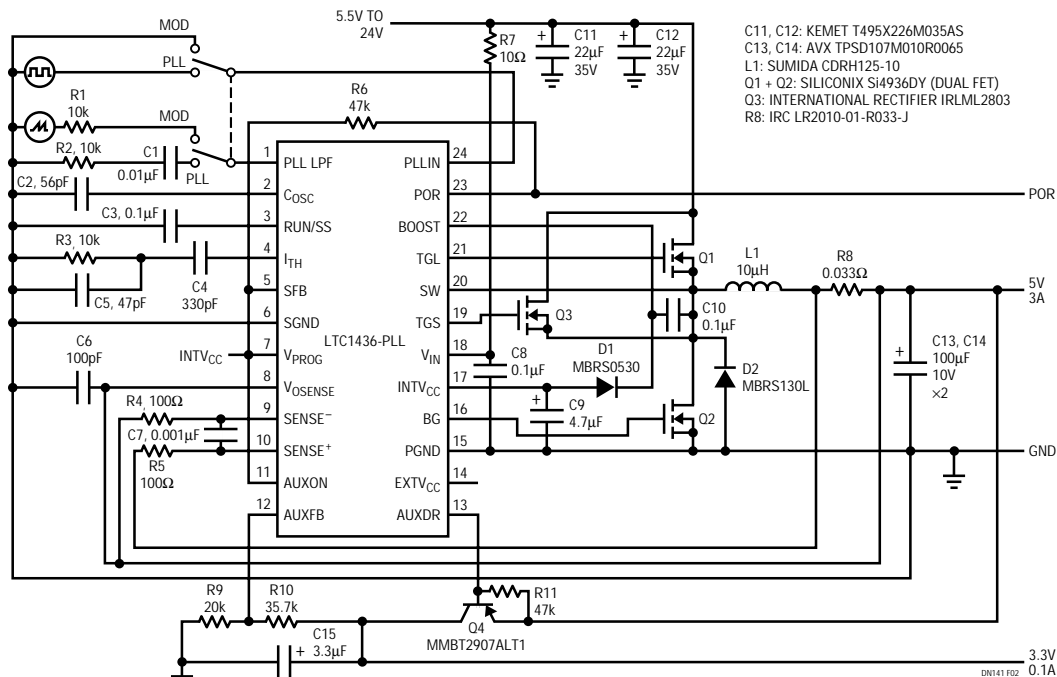 MOD
PLL
R1
10k
MOD
R2, 10k
C1
0.01µF
PLL
C2, 56pF
C3, 0.1µF
R3, 10k
C5, 47pF
C4
330pF
C6
100pF
INTVCC
R4, 100Ω
C7, 0.001µF
R5
100Ω
5.5V TO
24V
R7
10Ω
+
C11
22µF
35V
+
C12
22µF
35V
C11, C12: KEMET T495X226M035AS
C13, C14: AVX TPSD107M010R0065
L1: SUMIDA CDRH125-10
Q1 + Q2: SILICONIX Si4936DY (DUAL FET)
Q3: INTERNATIONAL RECTIFIER IRLML2803
R8: IRC LR2010-01-R033-J
R6
47k
LTC1436-PLL
1 PLL LPF
2 COSC
3 RUN/SS
4 ITH
5 SFB
6 SGND
7 VPROG
8 VOSENSE
9 SENSE−
10 SENSE+
11 AUXON
12 AUXFB
PLLIN 24
POR 23
BOOST 22
TGL 21
SW 20
TGS 19
VIN 18
INTVCC 17
BG 16
PGND 15
EXTVCC 14
AUXDR 13
POR
Q1
L1
10µH
R8
0.033Ω
5V
3A
Q3
C10
0.1µF
C8
0.1µF
D1
MBRS0530
D2
MBRS130L
+
C13, C14
100µF
10V
×2
+
C9
4.7µF
Q2
GND
R9
20k
R10
35.7k
R11
47k
Q4
MMBT2907ALT1
C15
+ 3.3µF
3.3V
0.1A
DN141 F02